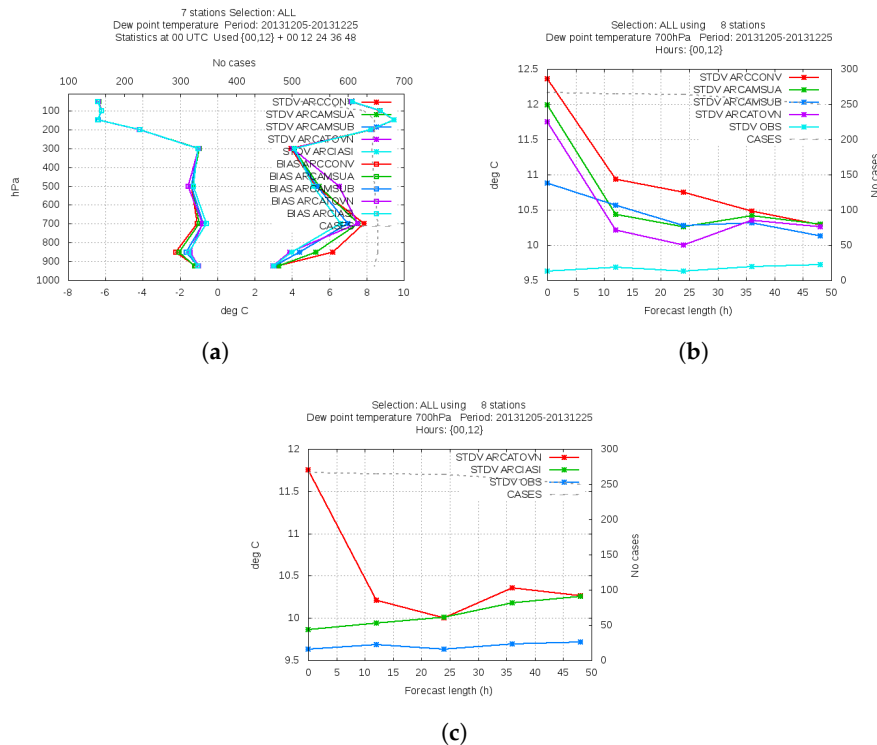 7 stations Selection: ALL
Dew point temperature Period: 20131205-20131225
Statistics at 00 UTC Used {00,12} + 00 12 24 36 48
No cases
100 200 300 400 500 600 700
hPa
100
200
300
400
500
600
700
800
900
1000
STDV ARCCONV
STDV ARCAMSUA
STDV ARCAMSUB
STDV ARCATOVN
STDV ARCIASI
BIAS ARCCONV
BIAS ARCAMSUA
BIAS ARCAMSUB
BIAS ARCATOVN
BIAS ARCIASI
CASES
-8 -6 -4 -2 0 2 4 6 8 10
deg C
(a)
Selection: ALL using 8 stations
Dew point temperature 700hPa Period: 20131205-20131225
Hours: {00,12}
deg C
12.5
12
11.5
11
10.5
10
9.5
STDV ARCCONV
STDV ARCAMSUA
STDV ARCAMSUB
STDV ARCATOVN
STDV OBS
CASES
300
250
200
150
100
50
0
No cases
0 5 10 15 20 25 30 35 40 45 50
Forecast length (h)
(b)
Selection: ALL using 8 stations
Dew point temperature 700hPa Period: 20131205-20131225
Hours: {00,12}
deg C
12
11.5
11
10.5
10
9.5
STDV ARCATOVN
STDV ARCIASI
STDV OBS
CASES
300
250
200
150
100
50
0
No cases
0 5 10 15 20 25 30 35 40 45 50
Forecast length (h)
(c)